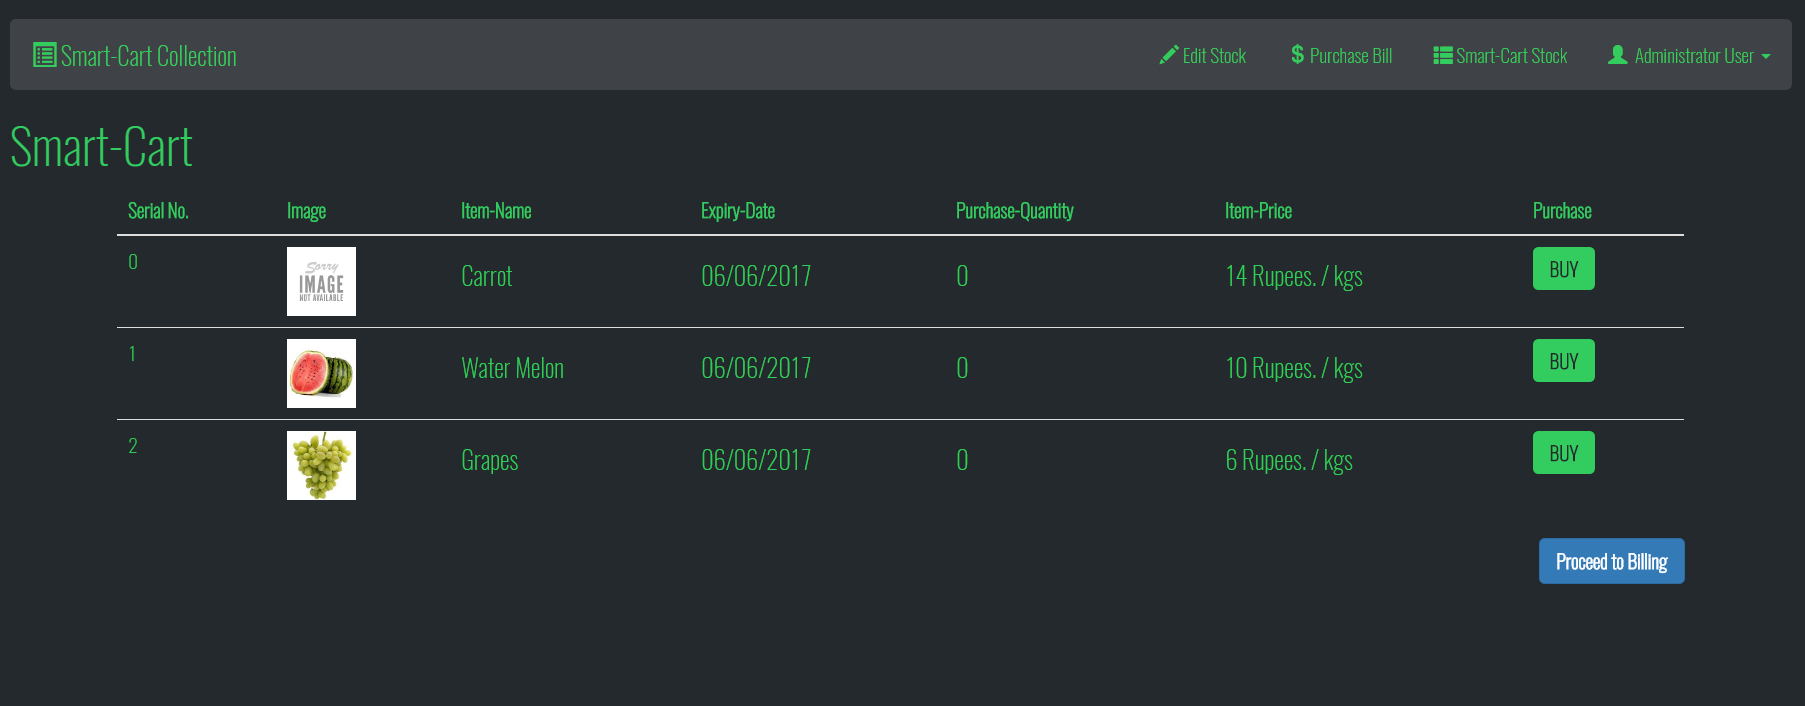 Smart-Cart Collection Edit Stock $ Purchase Bill Smart-Cart Stock Administrator User
Smart-Cart
Serial No. Image Item-Name Expiry-Date Purchase-Quantity Item-Price Purchase
0 Sorry IMAGE NOT AVAILABLE Carrot 06/06/2017 0 14 Rupees. / kgs BUY
1 Water Melon 06/06/2017 0 10 Rupees. / kgs BUY
2 Grapes 06/06/2017 0 6 Rupees. / kgs BUY
Proceed to Billing